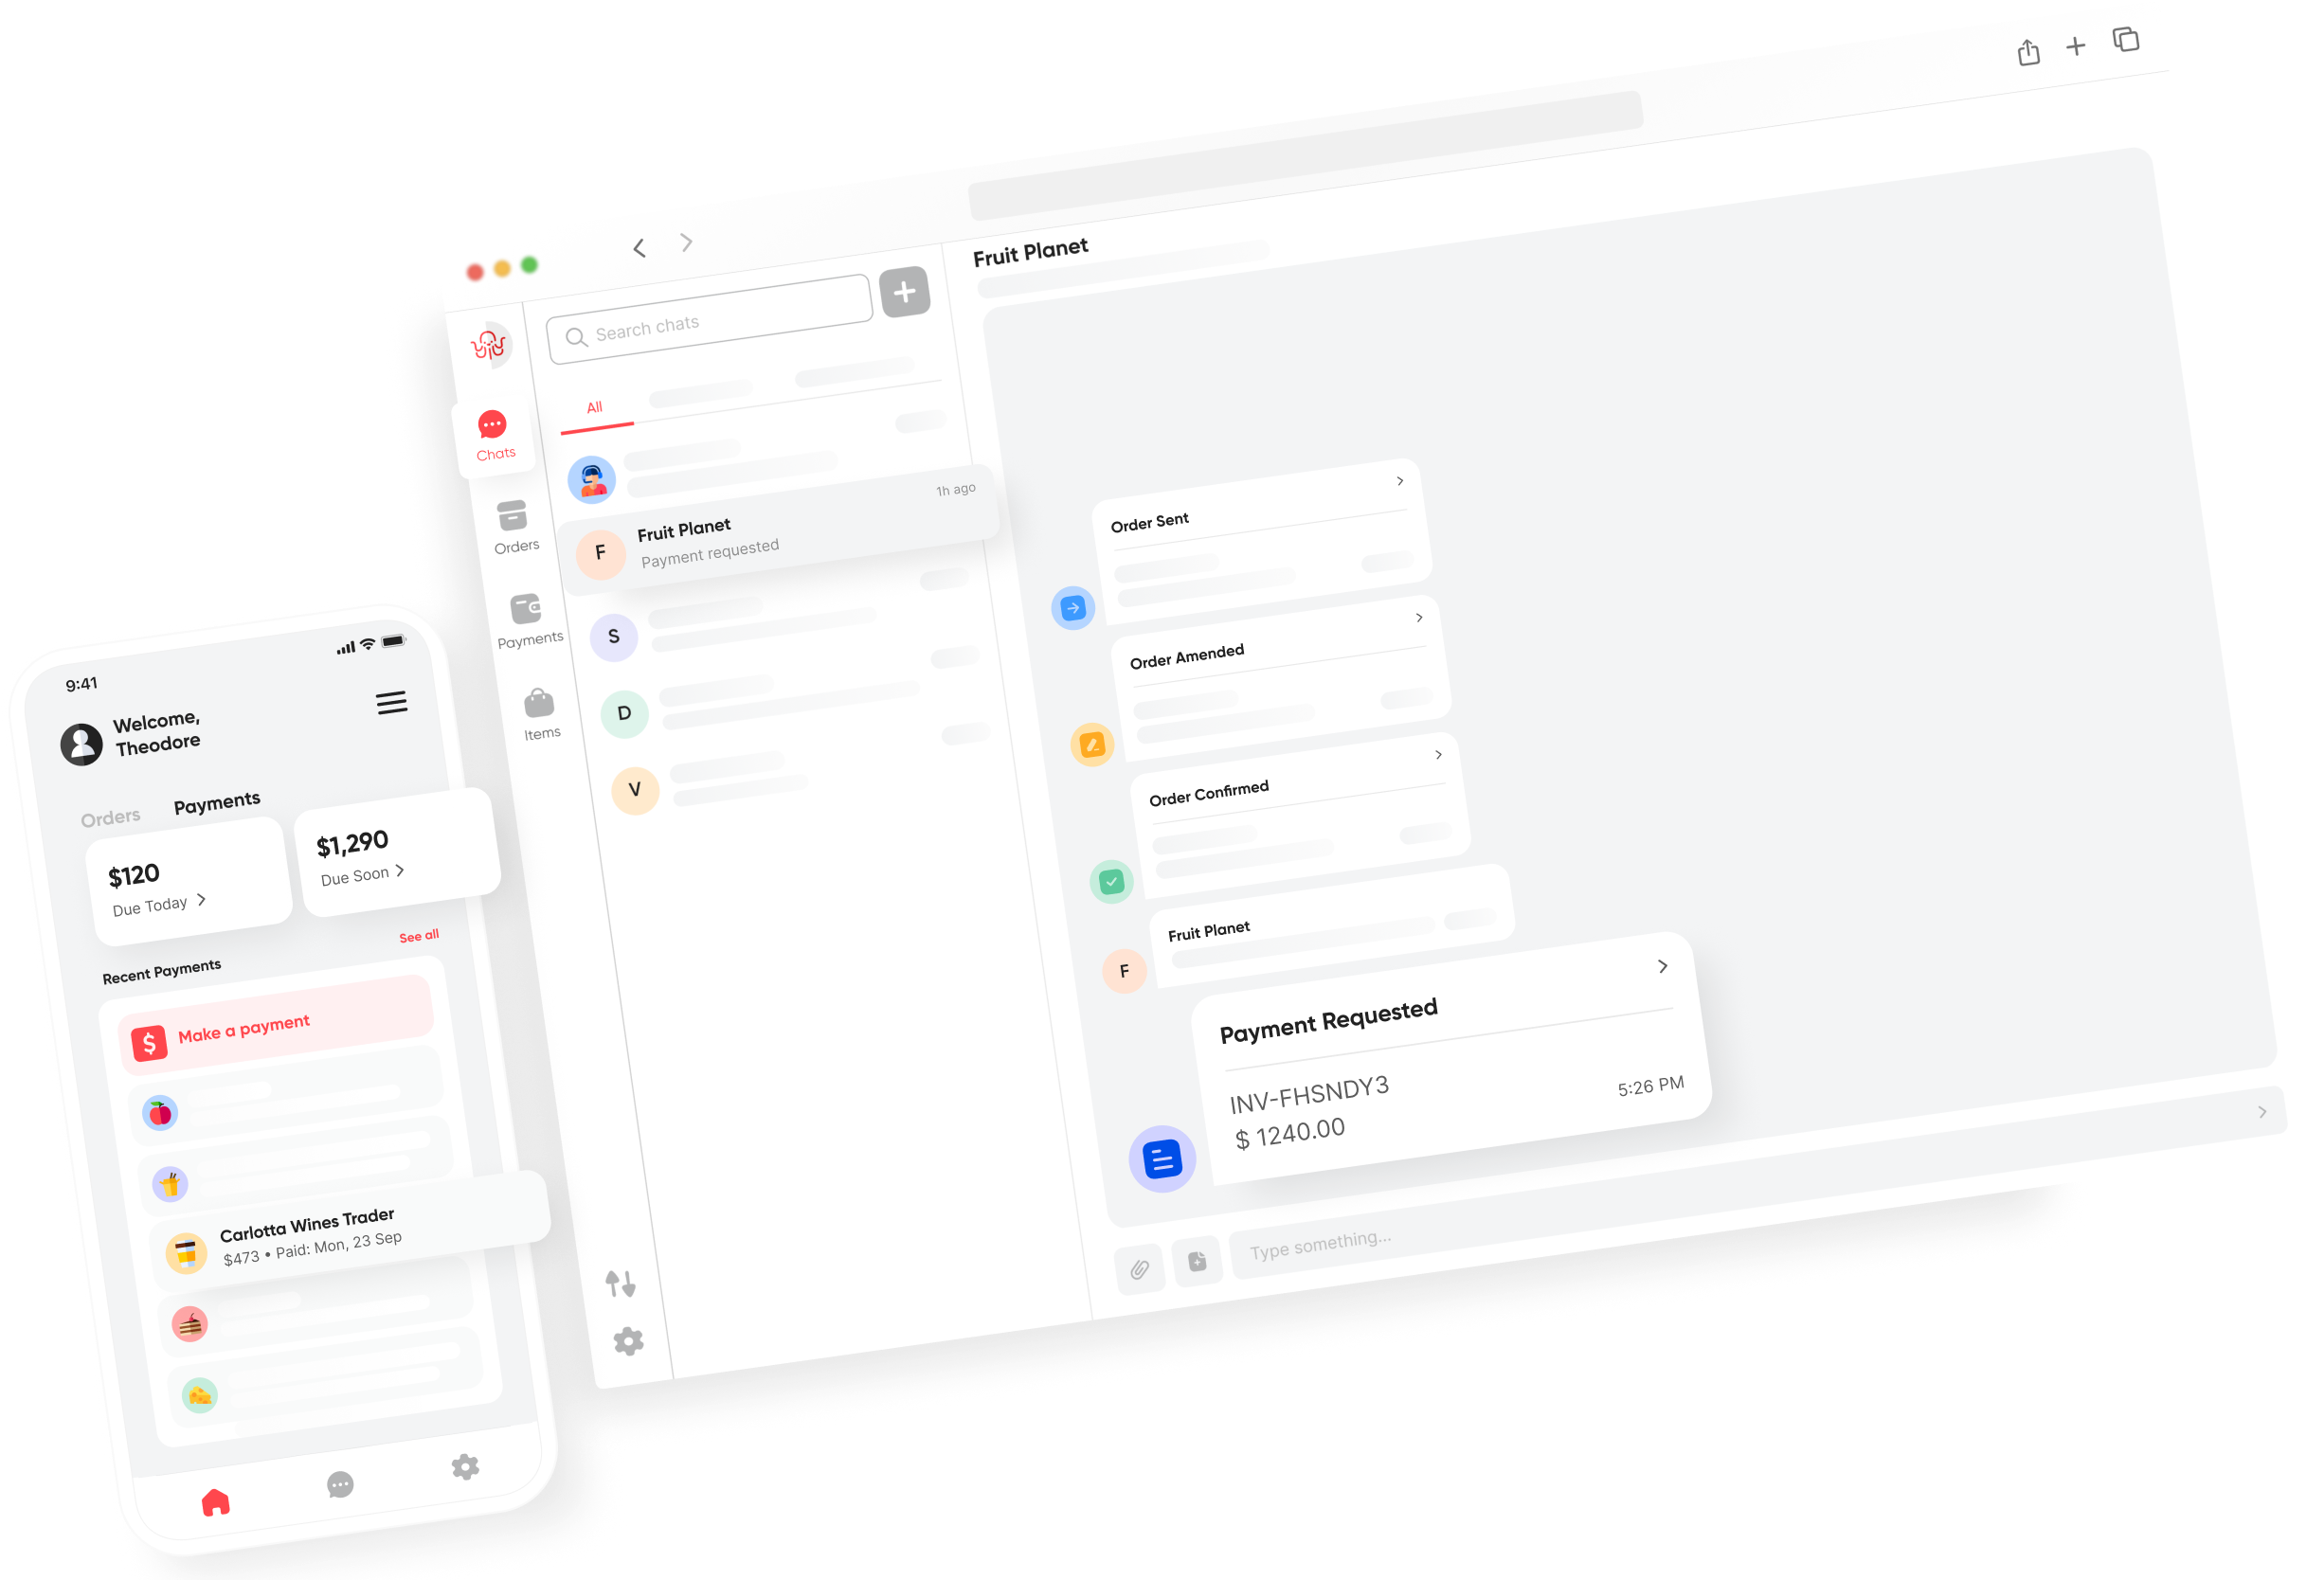 9:41
Welcome,
Theodore
Orders
Payments
$120
Due Today
$1,290
Due Soon
Recent Payments
See all
Make a payment
Carlotta Wines Trader
$473 • Paid: Mon, 23 Sep
Chats
Orders
Payments
Items
Search chats
All
Fruit Planet
1h ago
Payment requested
F
S
D
V
Fruit Planet
Order Sent
Order Amended
Order Confirmed
Fruit Planet
F
Payment Requested
INV-FHSNDY3
$ 1240.00
5:26 PM
Type something...